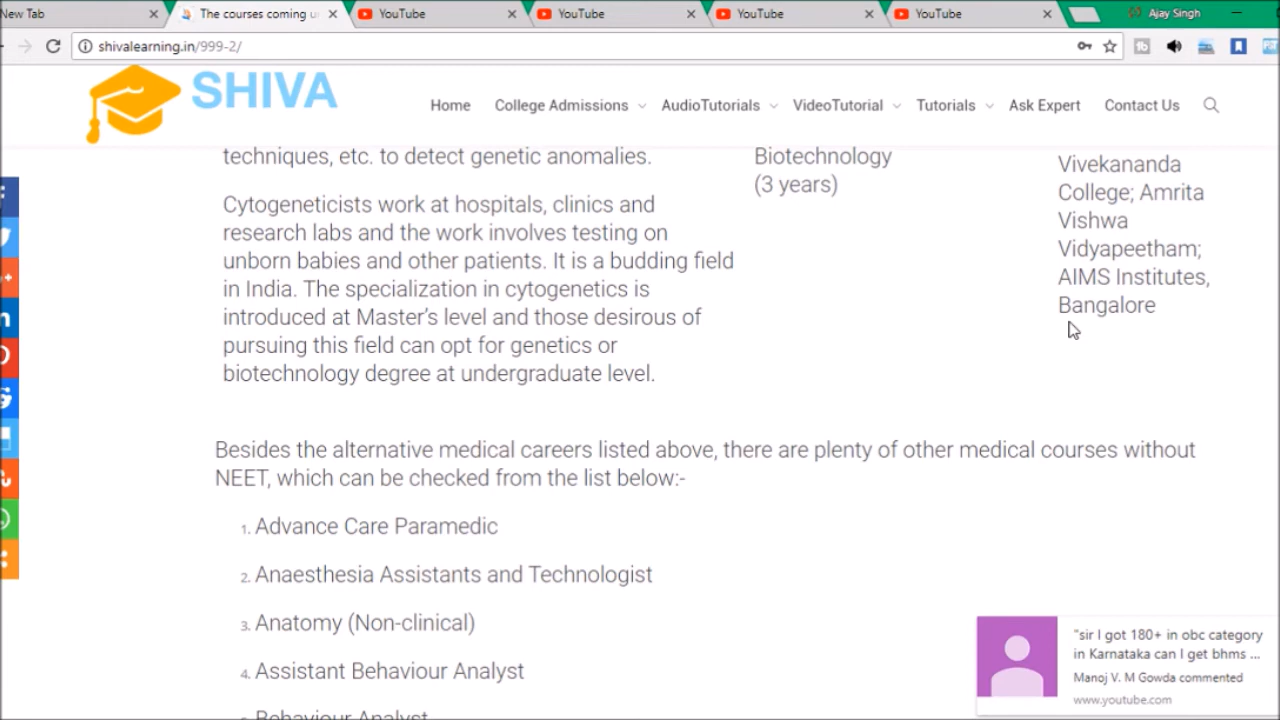 New Tab
The courses coming u
YouTube
YouTube
YouTube
YouTube
Ajay Singh
shivalearning.in/999-2/
SHIVA
Home
College Admissions
AudioTutorials
VideoTutorial
Tutorials
Ask Expert
Contact Us
techniques, etc. to detect genetic anomalies.
Cytogeneticists work at hospitals, clinics and
research labs and the work involves testing on
unborn babies and other patients. It is a budding field
in India. The specialization in cytogenetics is
introduced at Master’s level and those desirous of
pursuing this field can opt for genetics or
biotechnology degree at undergraduate level.
Biotechnology
(3 years)
Vivekananda
College; Amrita
Vishwa
Vidyapeetham;
AIMS Institutes,
Bangalore
Besides the alternative medical careers listed above, there are plenty of other medical courses without
NEET, which can be checked from the list below:-
1. Advance Care Paramedic
2. Anaesthesia Assistants and Technologist
3. Anatomy (Non-clinical)
4. Assistant Behaviour Analyst
Behaviour Analyst
"sir I got 180+ in obc category
in Karnataka can I get bhms ...
Manoj V. M Gowda commented
www.youtube.com